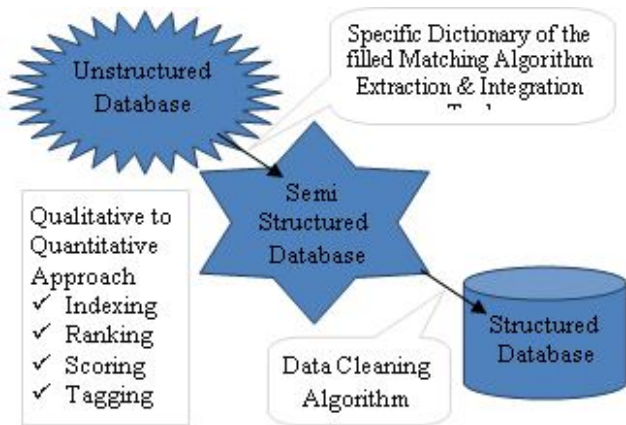 Unstructured
Database
Specific Dictionary of the
filled Matching Algorithm
Extraction & Integration
Semi
Structured
Database
Qualitative to
Quantitative
Approach
✓ Indexing
✓ Ranking
✓ Scoring
✓ Tagging
Data Cleaning
Algorithm
Structured
Database